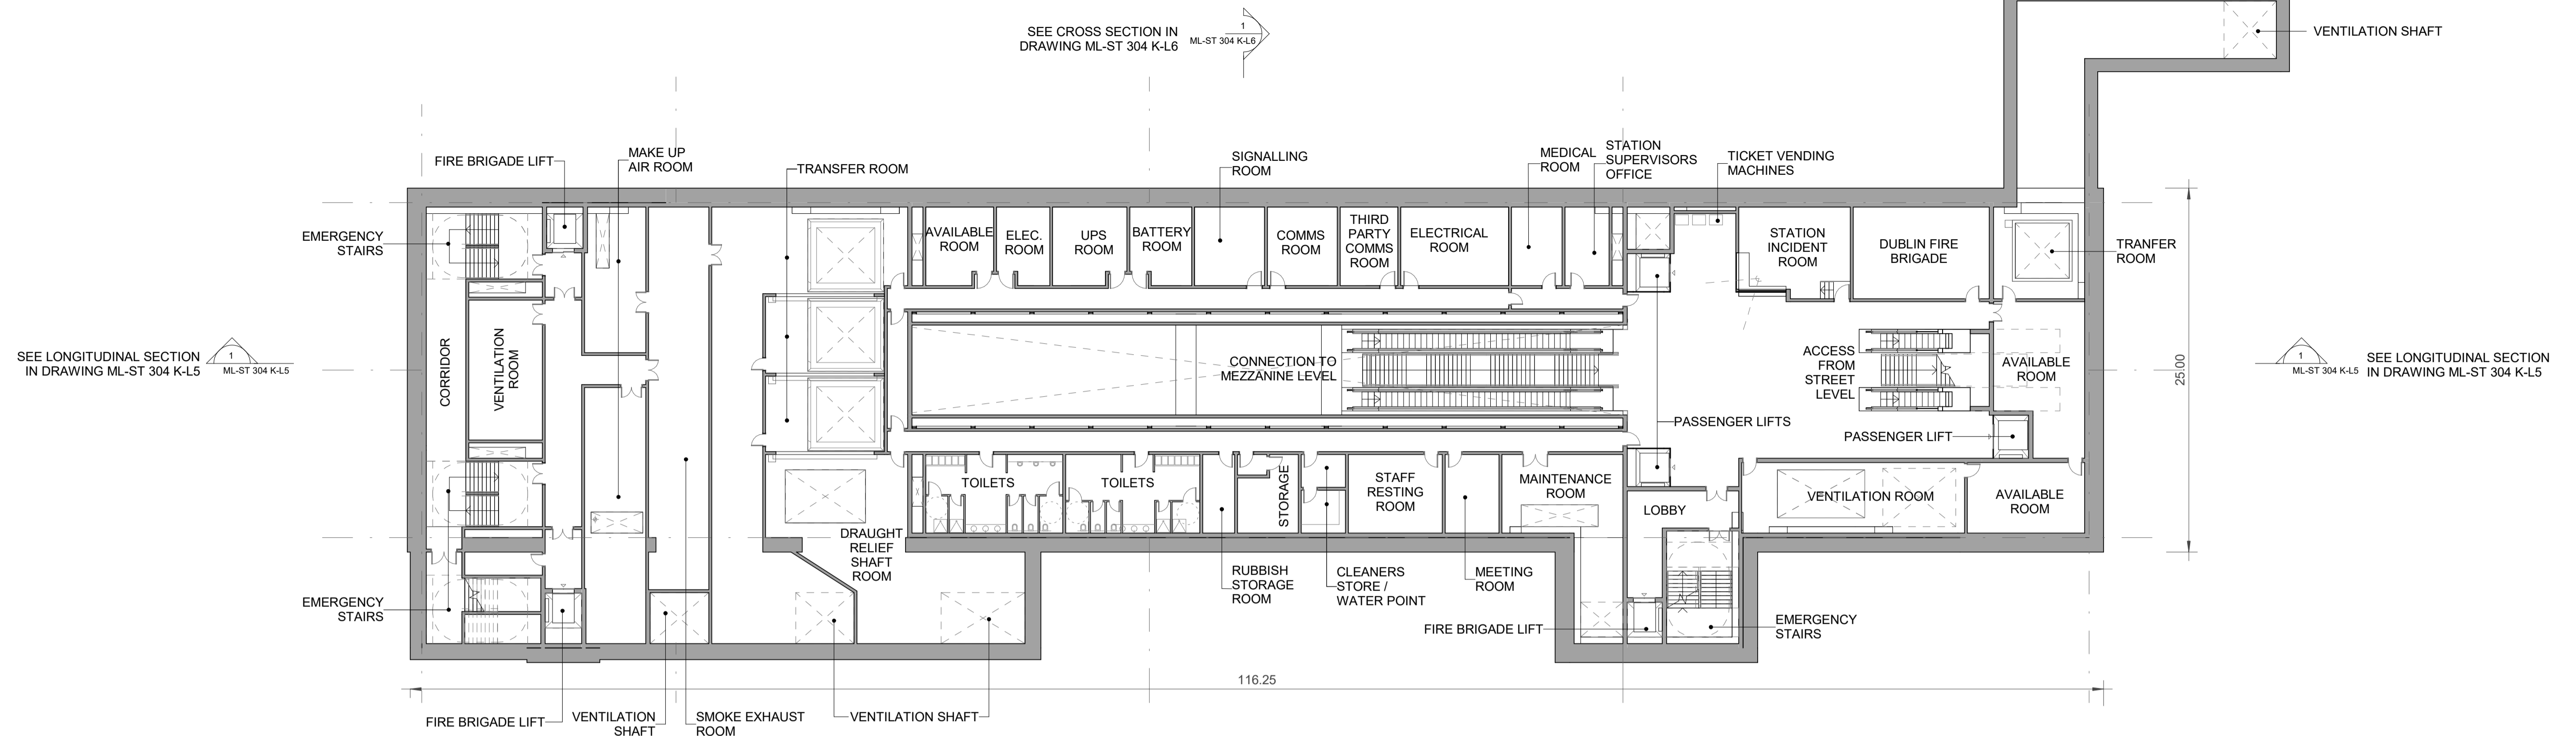 SEE CROSS SECTION IN
DRAWING ML-ST 304 K-L6
1
ML-ST 304 K-L6
VENTILATION SHAFT
FIRE BRIGADE LIFT
MAKE UP
AIR ROOM
TRANSFER ROOM
SIGNALLING
ROOM
MEDICAL
ROOM
STATION
SUPERVISORS
OFFICE
TICKET VENDING
MACHINES
EMERGENCY
STAIRS
AVAILABLE
ROOM
ELEC.
ROOM
UPS
ROOM
BATTERY
ROOM
COMMS
ROOM
THIRD
PARTY
COMMS
ROOM
ELECTRICAL
ROOM
STATION
INCIDENT
ROOM
DUBLIN FIRE
BRIGADE
TRANFER
ROOM
SEE LONGITUDINAL SECTION
IN DRAWING ML-ST 304 K-L5
1
ML-ST 304 K-L5
CORRIDOR
VENTILATION
ROOM
CONNECTION TO
MEZZANINE LEVEL
ACCESS
FROM
STREET
LEVEL
AVAILABLE
ROOM
25.00
1
ML-ST 304 K-L5
SEE LONGITUDINAL SECTION
IN DRAWING ML-ST 304 K-L5
PASSENGER LIFTS
PASSENGER LIFT
TOILETS
TOILETS
STORAGE
STAFF
RESTING
ROOM
MAINTENANCE
ROOM
LOBBY
VENTILATION ROOM
AVAILABLE
ROOM
DRAUGHT
RELIEF
SHAFT
ROOM
EMERGENCY
STAIRS
RUBBISH
STORAGE
ROOM
CLEANERS
STORE /
WATER POINT
MEETING
ROOM
FIRE BRIGADE LIFT
EMERGENCY
STAIRS
116.25
FIRE BRIGADE LIFT
VENTILATION
SHAFT
SMOKE EXHAUST
ROOM
VENTILATION SHAFT